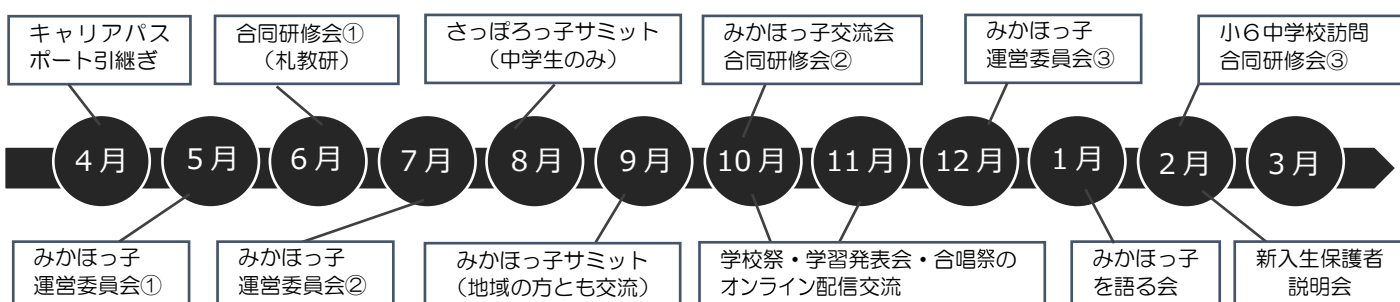 キャリアパス
ポート引継ぎ
合同研修会①
（札教研）
さっぽろっ子サミット
（中学生のみ）
みかほっ子交流会
合同研修会②
みかほっ子
運営委員会③
小６中学校訪問
合同研修会③
4月
5月
6月
7月
8月
9月
10月
11月
12月
1月
2月
3月
みかほっ子
運営委員会①
みかほっ子
運営委員会②
みかほっ子サミット
（地域の方とも交流）
学校祭・学習発表会・合唱祭の
オンライン配信交流
みかほっ子
を語る会
新入生保護者
説明会